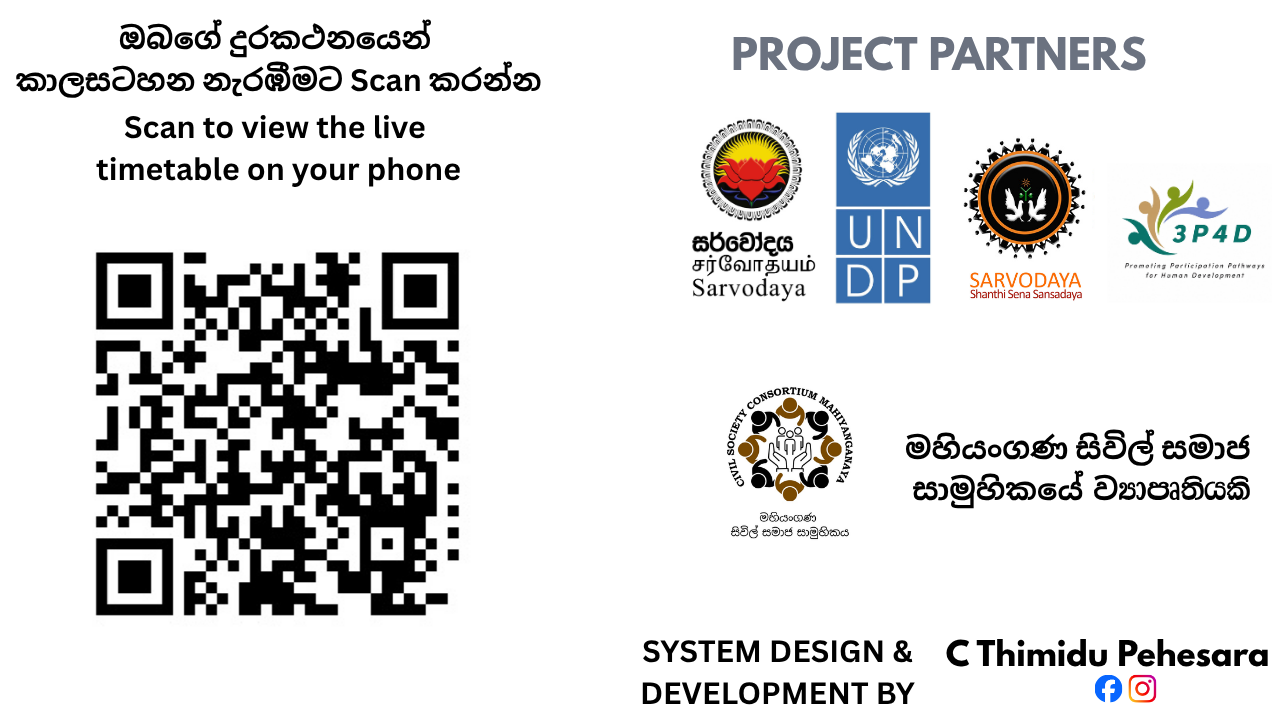 ඔබගේ දුරකථනයෙන්
කාලසටහන නැරඹීමට Scan කරන්න
Scan to view the live
timetable on your phone
PROJECT PARTNERS
සර්වෝදය
சர்வோதயம்
Sarvodaya
U N
D P
SARVODAYA
Shanthi Sena Sansadaya
3P4D
Promoting Participation Pathways
for Human Development
CIVIL SOCIETY CONSORTIUM MAHIYANGANAYA
මහියංගණ
සිවිල් සමාජ සාමුහිකය
මහියංගණ සිවිල් සමාජ
සාමුහිකයේ ව්‍යාපෘතියකි
SYSTEM DESIGN &
DEVELOPMENT BY
C Thimidu Pehesara